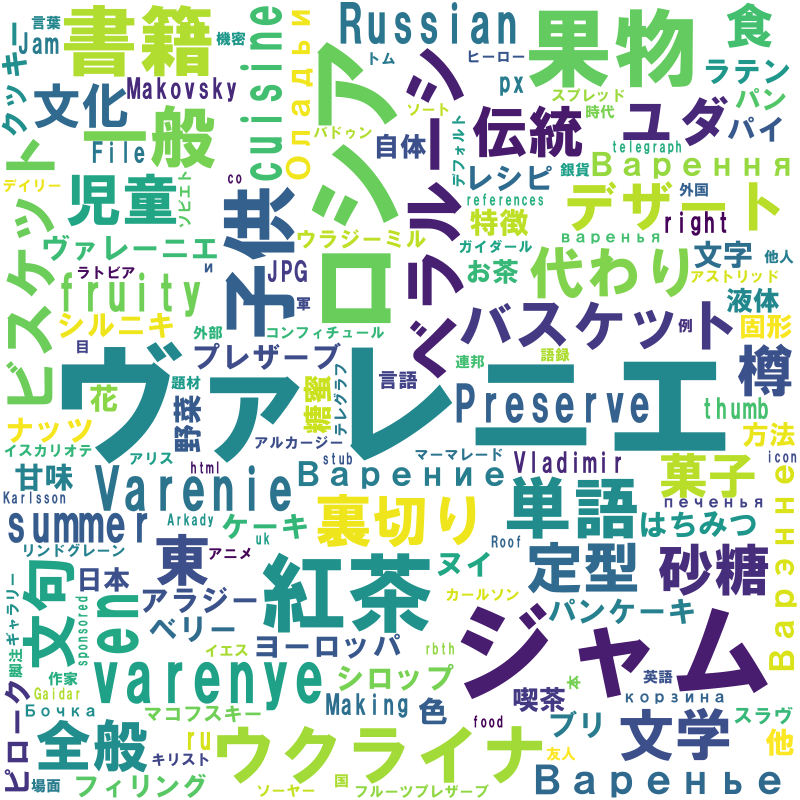 言葉
Jam
クッキー
書籍
機密
cuisine
Russian
トム
ヒーロー
果物
食
ラテン
文化
Makovsky
File
一般
Оладьи
ロシア
バドゥン
ソート
px
スプレッド
時代
ユダ
パン
パイ
伝統
自体
デフォルト
telegraph
レシピ
銀貨
Варення
ビスケット
デイリー
児童
ソビエト
co
子供
ベラルーシ
references
外国
デザート
right
特徴
ヴァレーニエ
ウラジーミル
ガイダール
варенья
文字
他人
ラトビア
и
JPG
お茶
代わり
アストリッド
fruity
軍
液体
シルニキ
外部
コンフィチュール
バスケット
例
固形
目
プレザーブ
連邦
語録
樽
ヴァレニエ
花
題材
糖蜜
テレグラフ
言語
Preserve
thumb
ナッツ
野菜
アルカージー
方法
イスカリオテ
アリス
stub
マーマレード
Vladimir
icon
甘味
html
Варение
菓子
Karlsson
Varenie
単語
печенья
summer
Arkady
ケーキ
裏切り
はちみつ
uk
Roof
リンドグレーン
東
アニメ
ヌイ
定型
砂糖
Варэнне
文句
日本
紅茶
カールソン
en
アラジー
パンケーキ
sponsored
ベリー
ギャラリー
脚注
イエス
ヨーロッパ
rbth
ジャム
作家
varenye
シロップ
本
英語
Gaidar
ピローク
Making
色
喫茶
корзина
Бочка
マコフスキー
food
ブリ
文学
スラヴ
全般
ru
ウクライナ
友人
他
キリスト
場面
フィリング
ソーヤー
国
フルーツプレザーブ
Варенье